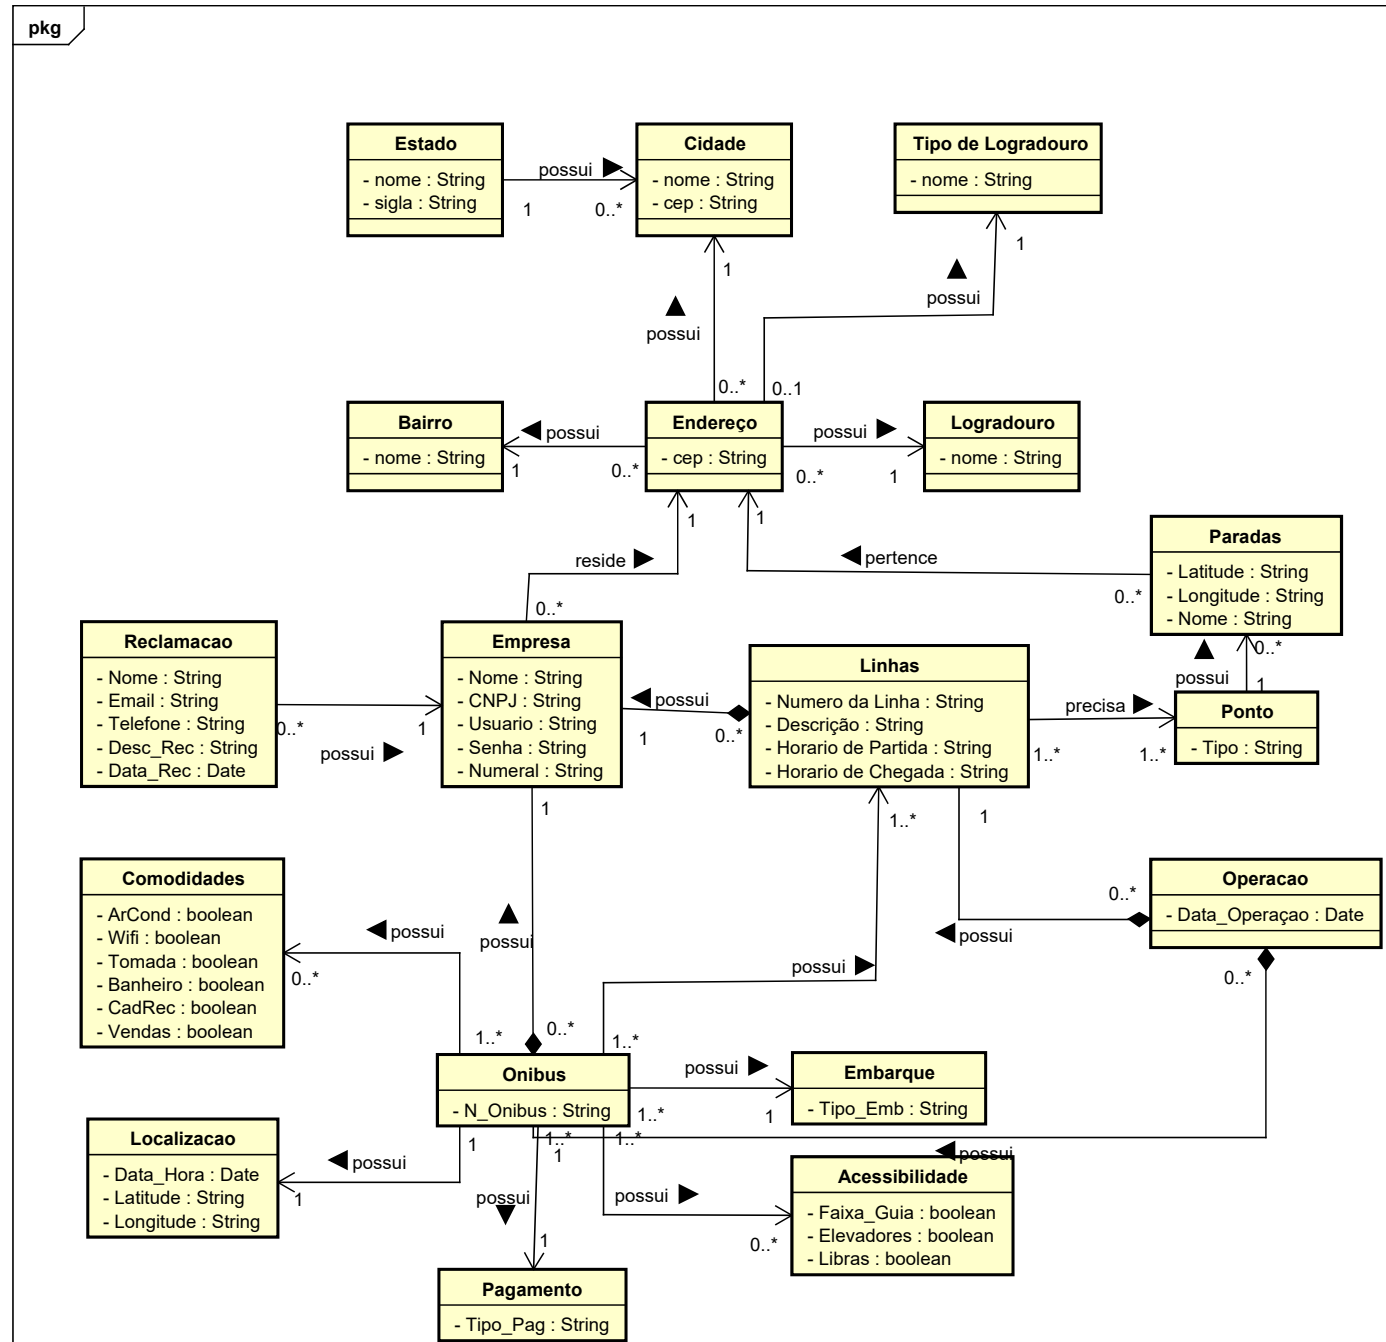 pkg
Estado
- nome : String
- sigla : String
possui
1
0..*
Cidade
- nome : String
- cep : String
Tipo de Logradouro
- nome : String
1
possui
1
possui
0..*
0..1
Bairro
- nome : String
possui
1
0..*
Endereço
- cep : String
possui
0..*
1
Logradouro
- nome : String
1
1
reside
0..*
pertence
0..*
Paradas
- Latitude : String
- Longitude : String
- Nome : String
0..*
possui
1
Reclamacao
- Nome : String
- Email : String
- Telefone : String
- Desc_Rec : String
- Data_Rec : Date
0..*
1
possui
Empresa
- Nome : String
- CNPJ : String
- Usuario : String
- Senha : String
- Numeral : String
possui
1
0..*
Linhas
- Numero da Linha : String
- Descrição : String
- Horario de Partida : String
- Horario de Chegada : String
precisa
1..*
1..*
Ponto
- Tipo : String
1
1..*
1
Comodidades
- ArCond : boolean
- Wifi : boolean
- Tomada : boolean
- Banheiro : boolean
- CadRec : boolean
- Vendas : boolean
possui
0..*
1..*
possui
0..*
possui
1..*
possui
0..*
Operacao
- Data_Operaçao : Date
0..*
Onibus
- N_Onibus : String
possui
1..*
1
Embarque
- Tipo_Emb : String
Localizacao
- Data_Hora : Date
- Latitude : String
- Longitude : String
possui
1
1
1..*
1
1..*
possui
possui
1
possui
0..*
Acessibilidade
- Faixa_Guia : boolean
- Elevadores : boolean
- Libras : boolean
Pagamento
- Tipo_Pag : String